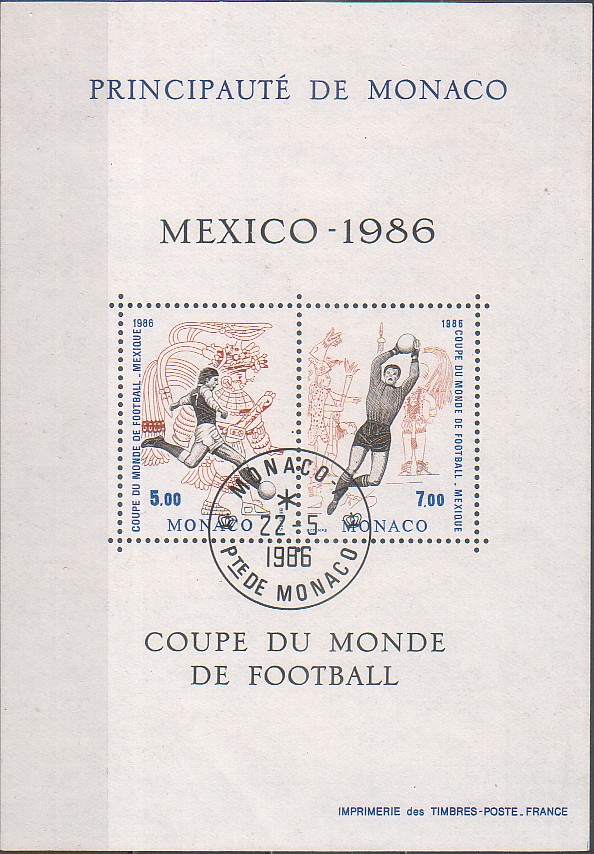 PRINCIPAUTÉ DE MONACO
MEXICO - 1986
1986
COUPE DU MONDE DE FOOTBALL - MEXIQUE
5.00
MONACO
1986
COUPE DU MONDE DE FOOTBALL - MEXIQUE
7.00
MONACO
MONACO -
22-5
1986
PTE DE MONACO
COUPE DU MONDE
DE FOOTBALL
IMPRIMERIE des TIMBRES-POSTE - FRANCE